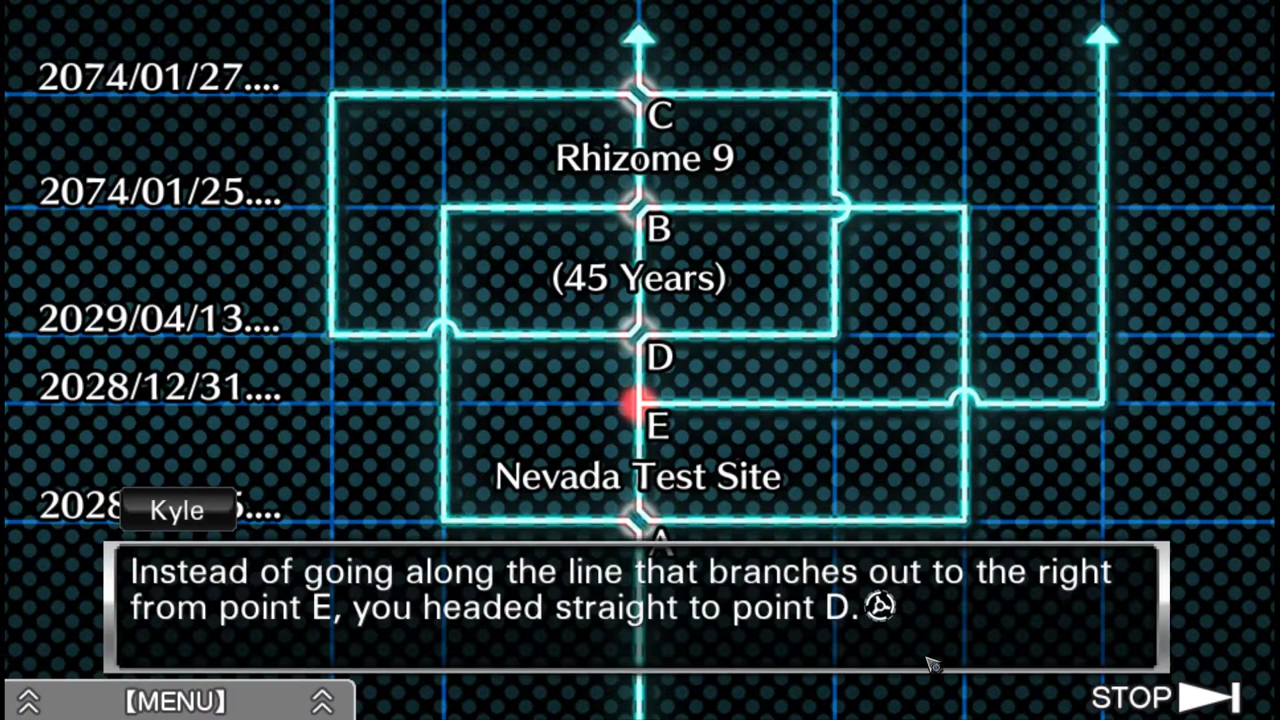 2074/01/27....
C
Rhizome 9
2074/01/25....
B
(45 Years)
2029/04/13....
D
2028/12/31....
E
Nevada Test Site
2028
5....
Kyle
A
Instead of going along the line that branches out to the right
from point E, you headed straight to point D.
【MENU】
STOP